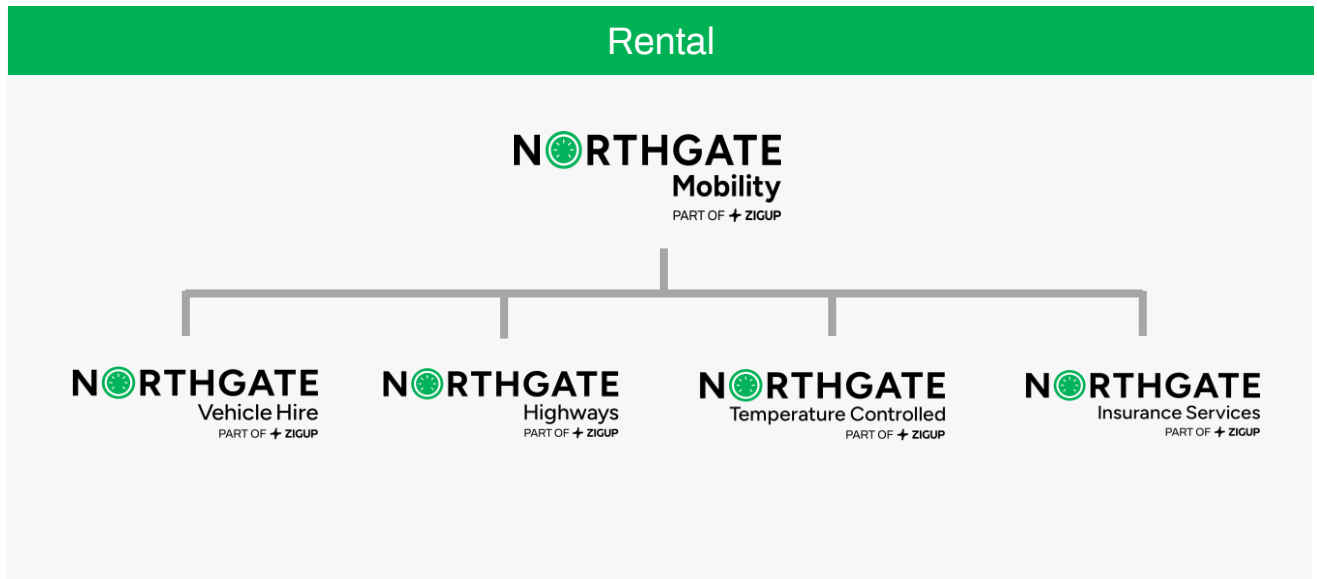 Rental
NORTHGATE
Mobility
PART OF ZIGUP
NORTHGATE
Vehicle Hire
PART OF ZIGUP
NORTHGATE
Highways
PART OF ZIGUP
NORTHGATE
Temperature Controlled
PART OF ZIGUP
NORTHGATE
Insurance Services
PART OF ZIGUP